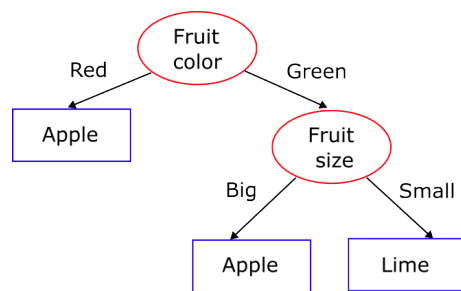 Fruit
color
Red
Green
Apple
Fruit
size
Big
Small
Apple
Lime